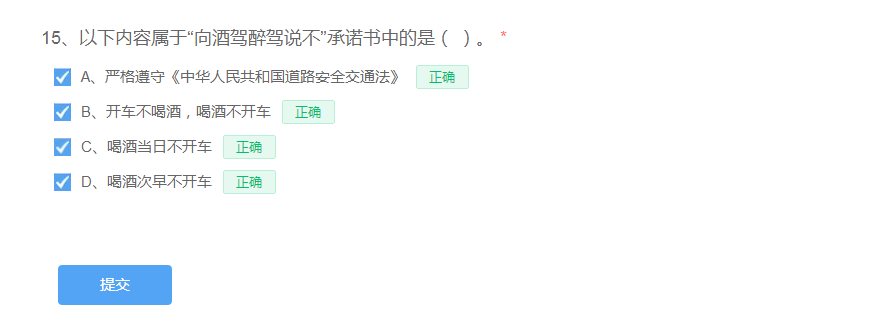 15、以下内容属于“向酒驾醉驾说不”承诺书中的是（ ）。 *
A、严格遵守《中华人民共和国道路安全交通法》 正确
B、开车不喝酒，喝酒不开车 正确
C、喝酒当日不开车 正确
D、喝酒次早不开车 正确
提交